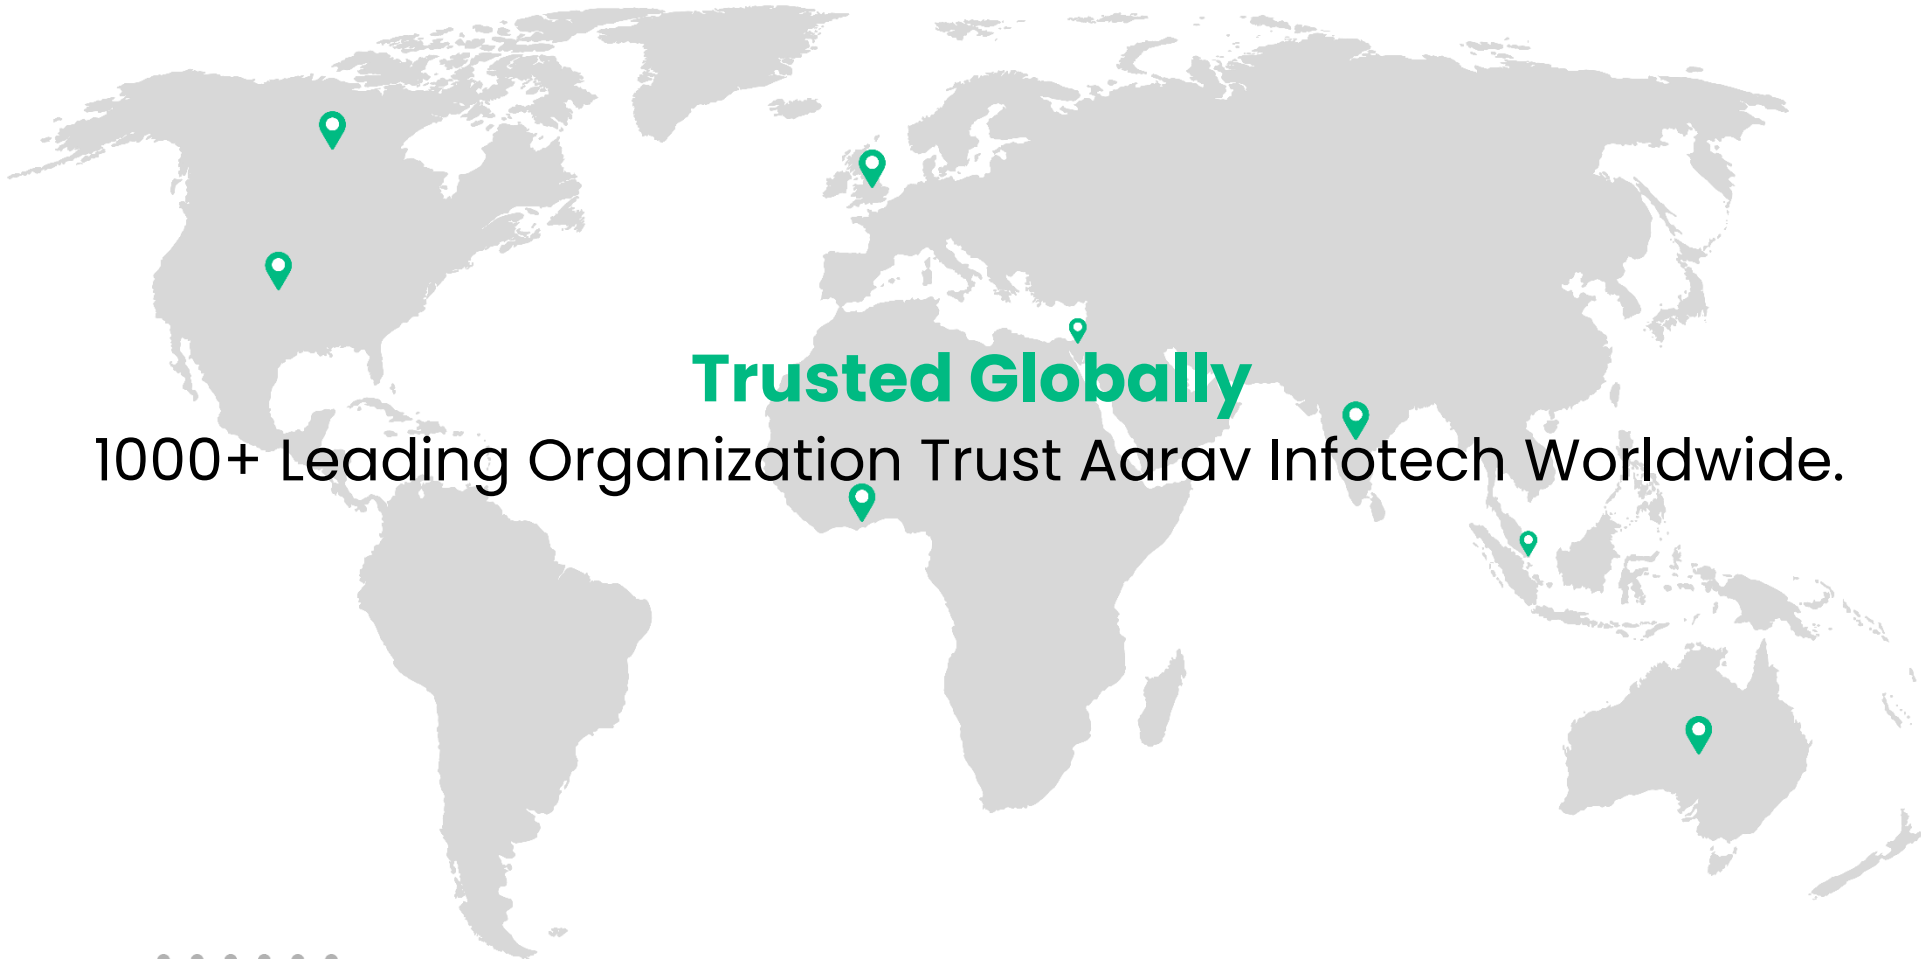 Trusted Globally
1000+ Leading Organization Trust Aarav Infotech Worldwide.